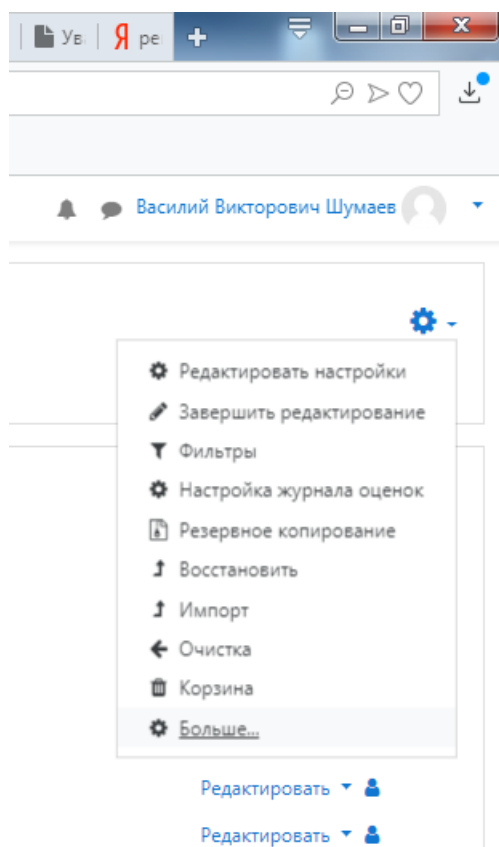 Ув
Я ре
Василий Викторович Шумаев
Редактировать настройки
Завершить редактирование
Фильтры
Настройка журнала оценок
Резервное копирование
Восстановить
Импорт
Очистка
Корзина
Больше...
Редактировать
Редактировать